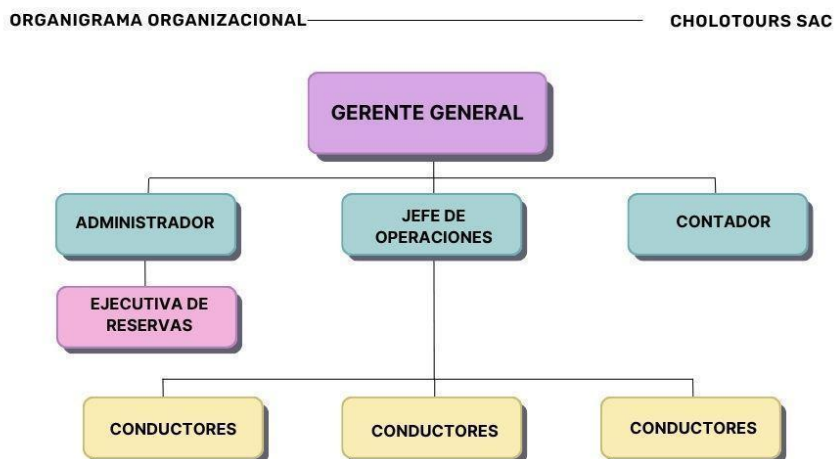 ORGANIGRAMA ORGANIZACIONAL
CHOLOTOURS SAC
GERENTE GENERAL
ADMINISTRADOR
JEFE DE
OPERACIONES
CONTADOR
EJECUTIVA DE
RESERVAS
CONDUCTORES
CONDUCTORES
CONDUCTORES